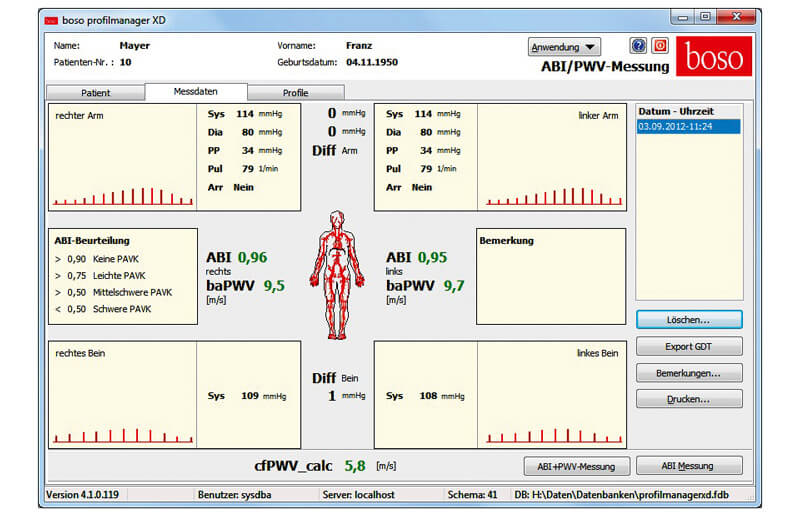 boso profilmanager XD
Name: Mayer Vorname: Franz
Patienten-Nr. : 10 Geburtsdatum: 04.11.1950
Anwendung
boso
ABI/PWV-Messung
Patient Messdaten Profile
rechter Arm
Sys 114 mmHg
Dia 80 mmHg
PP 34 mmHg
Pul 79 1/min
Arr Nein
0 mmHg
0 mmHg
Diff Arm
Sys 114 mmHg
Dia 80 mmHg
PP 34 mmHg
Pul 79 1/min
Arr Nein
linker Arm
Datum - Uhrzeit
03.09.2012-11:24
ABI-Beurteilung
> 0,90 Keine PAVK
> 0,75 Leichte PAVK
> 0,50 Mittelschwere PAVK
< 0,50 Schwere PAVK
ABI 0,96
rechts
baPWV 9,5
[m/s]
ABI 0,95
links
baPWV 9,7
[m/s]
Bemerkung
Löschen...
Export GDT
Bemerkungen...
Drucken...
rechtes Bein
Sys 109 mmHg
Diff Bein
1 mmHg
Sys 108 mmHg
linkes Bein
cfPWV_calc 5,8 [m/s]
ABI+PWV-Messung
ABI Messung
Version 4.1.0.119 Benutzer: sysdba Server: localhost Schema: 41 DB: H:\Daten\Datenbanken\profilmanagerxd.fdb